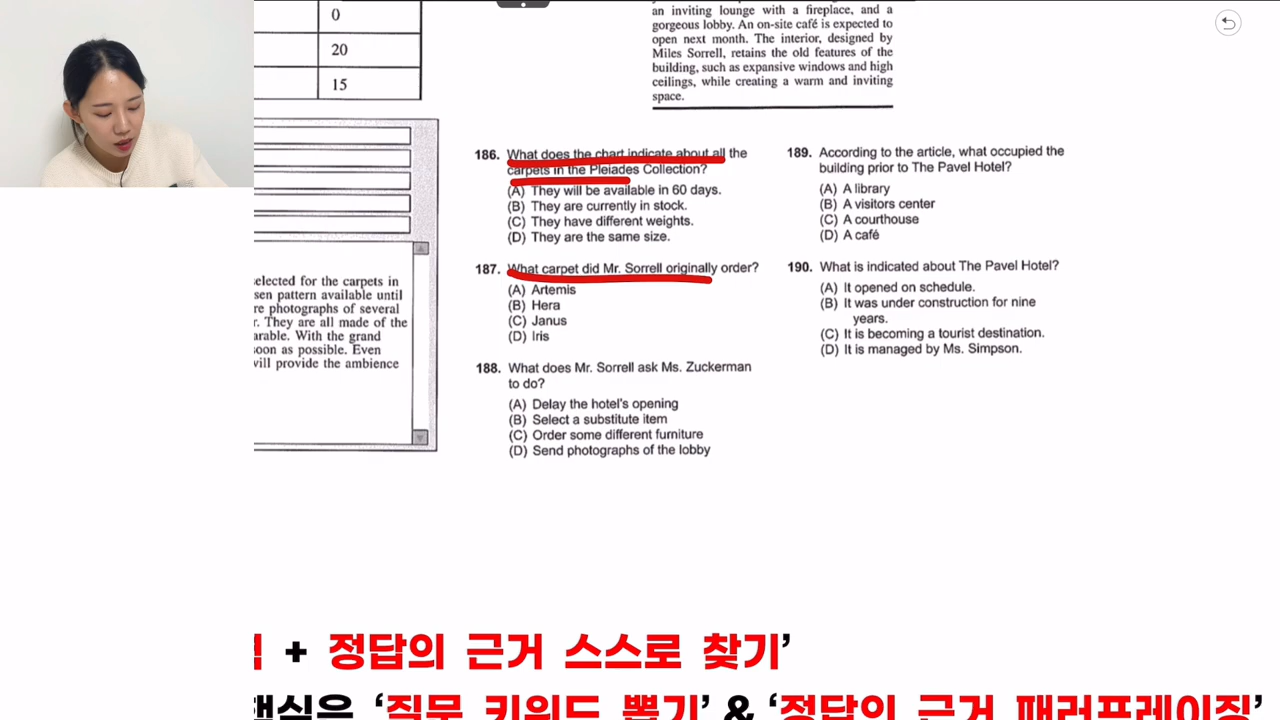 0
20
15
elected for the carpets in
sen pattern available until
re photographs of several
r. They are all made of the
arable. With the grand
soon as possible. Even
will provide the ambience
an inviting lounge with a fireplace, and a
gorgeous lobby. An on-site café is expected to
open next month. The interior, designed by
Miles Sorrell, retains the old features of the
building, such as expansive windows and high
ceilings, while creating a warm and inviting
space.
186. What does the chart indicate about all the
carpets in the Pleiades Collection?
(A) They will be available in 60 days.
(B) They are currently in stock.
(C) They have different weights.
(D) They are the same size.
187. What carpet did Mr. Sorrell originally order?
(A) Artemis
(B) Hera
(C) Janus
(D) Iris
188. What does Mr. Sorrell ask Ms. Zuckerman
to do?
(A) Delay the hotel's opening
(B) Select a substitute item
(C) Order some different furniture
(D) Send photographs of the lobby
189. According to the article, what occupied the
building prior to The Pavel Hotel?
(A) A library
(B) A visitors center
(C) A courthouse
(D) A café
190. What is indicated about The Pavel Hotel?
(A) It opened on schedule.
(B) It was under construction for nine
years.
(C) It is becoming a tourist destination.
(D) It is managed by Ms. Simpson.
+ 정답의 근거 스스로 찾기’
핵심은 ‘질문 키워드 뽑기’ & ‘정답의 근거 패러프레이징’